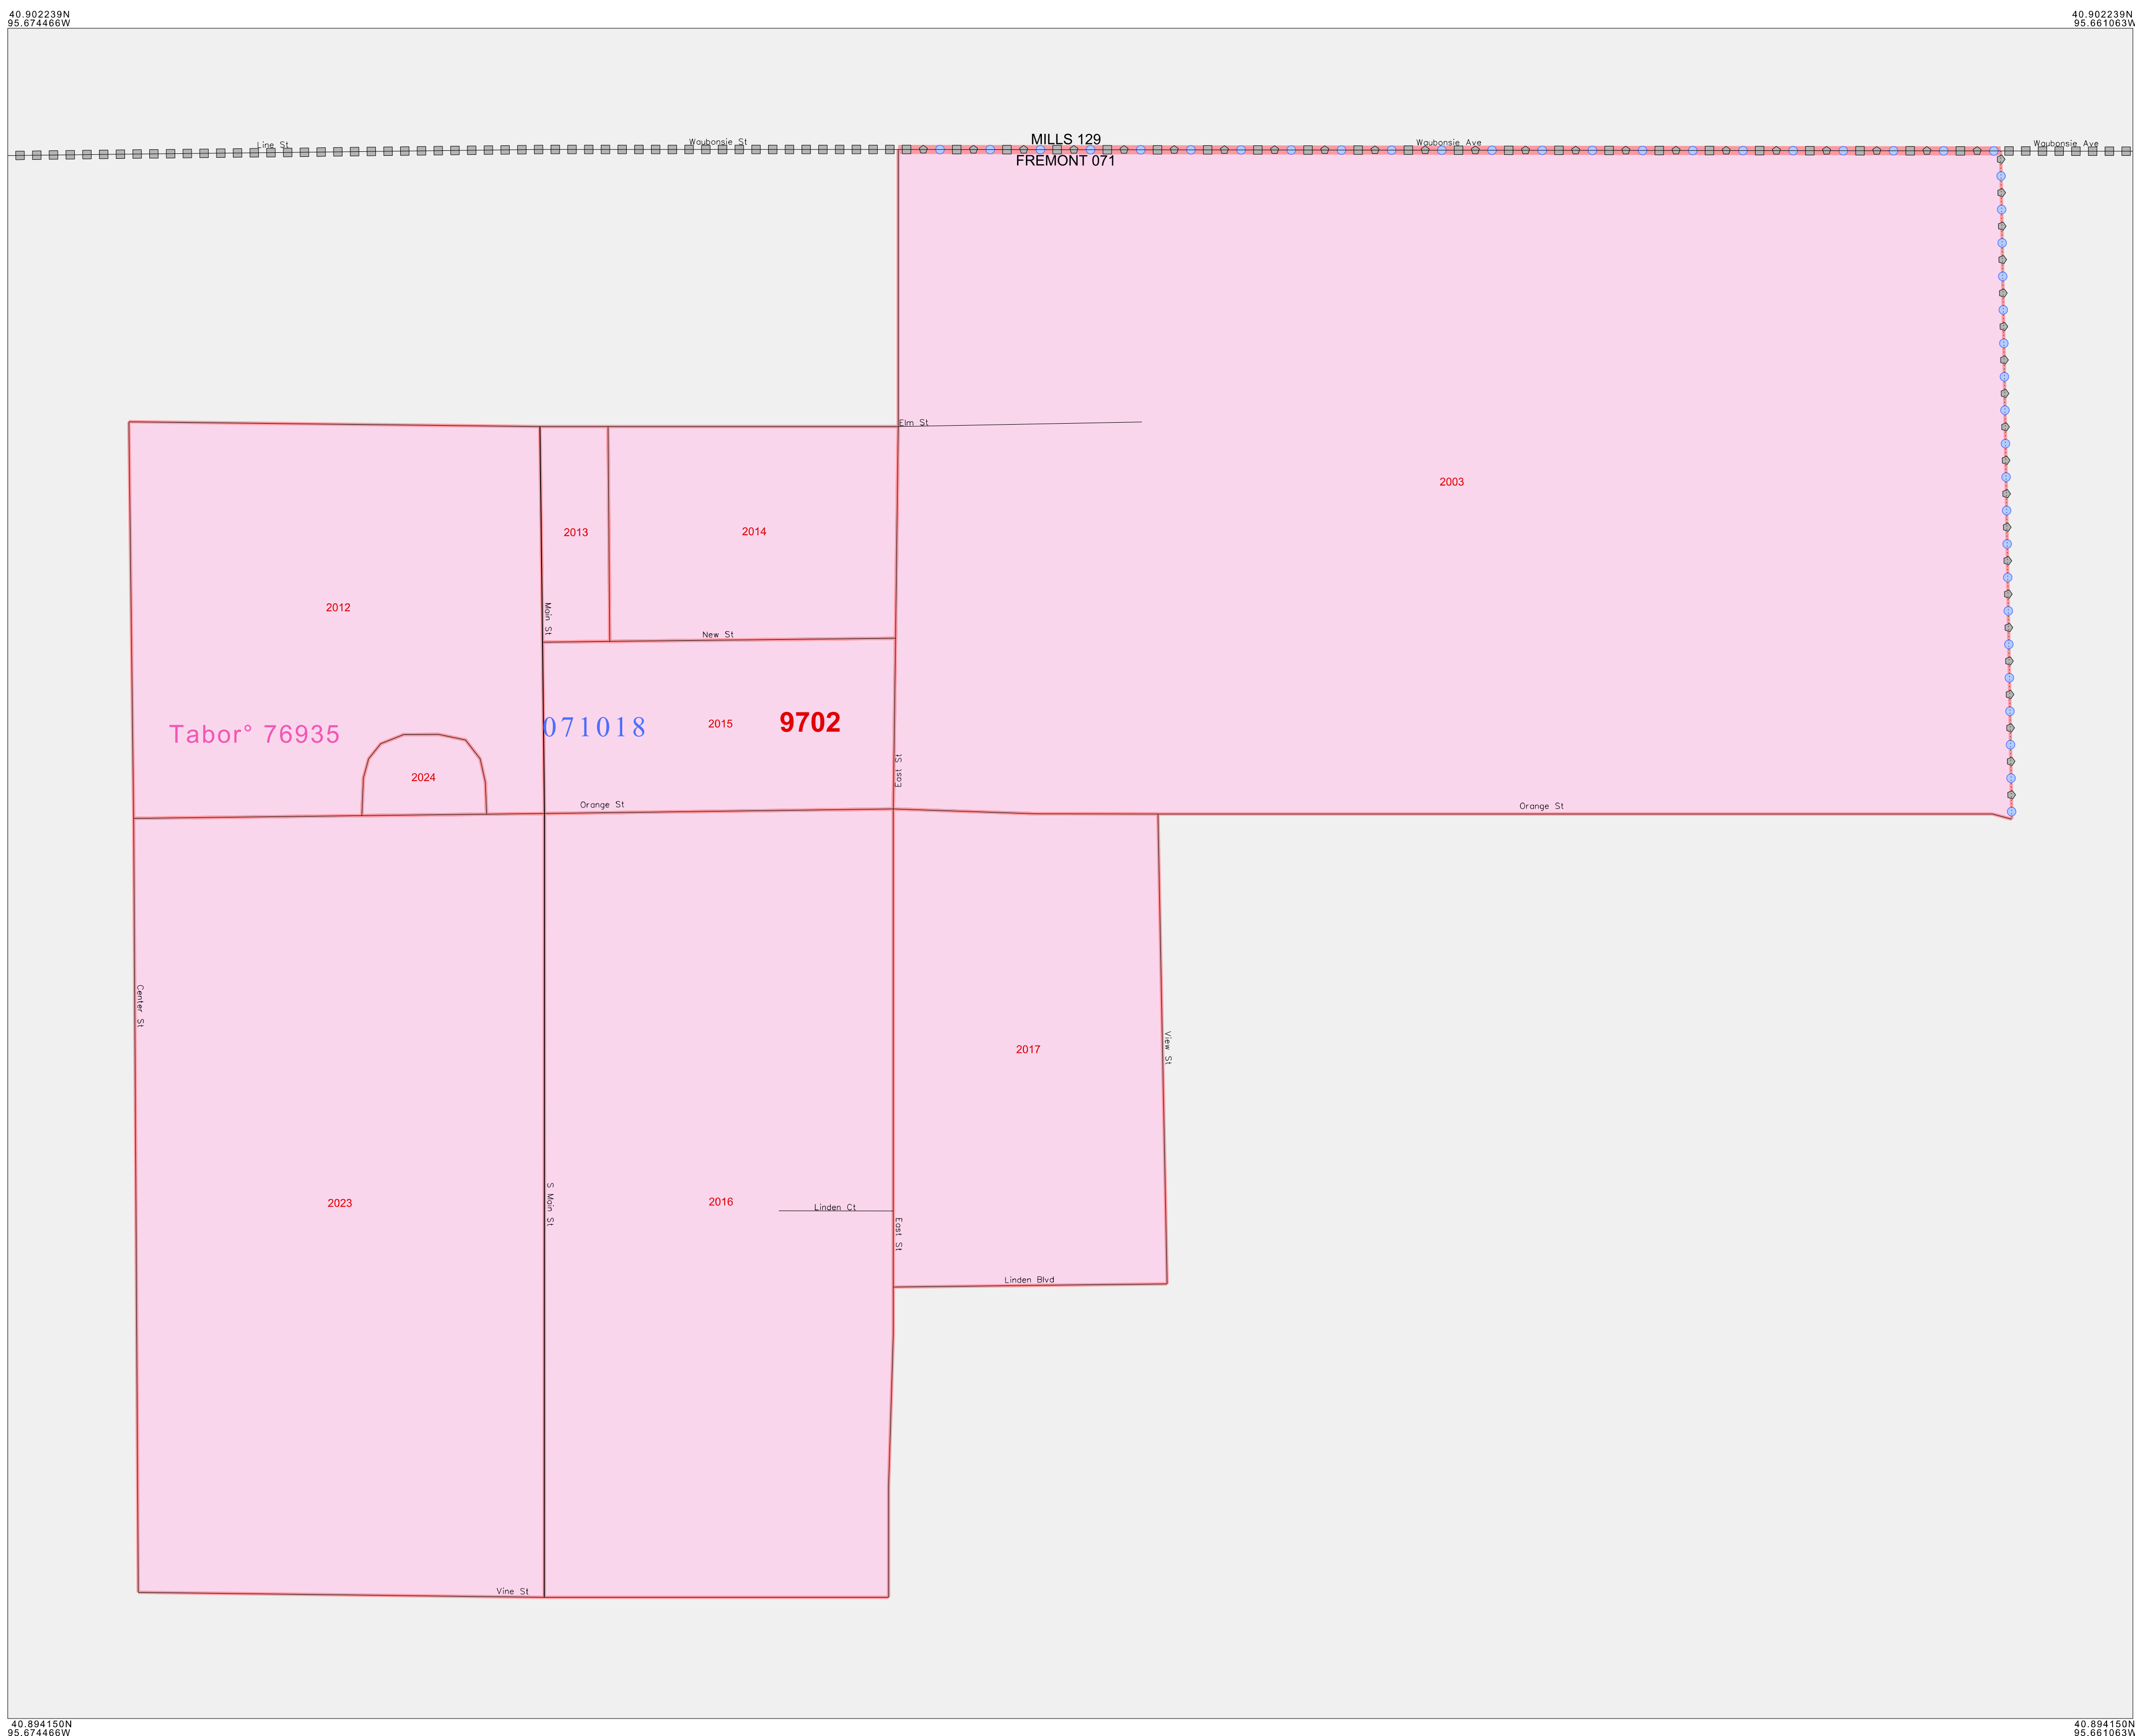 40.902239N
95.674466W
40.902239N
95.661063W
MILLS 129
Line St
Waubonsie St
Waubonsie Ave
Waubonsie Ave
FREMONT 071
Elm St
2003
2013
2014
2012
Main St
New St
Tabor° 76935
071018
2015
9702
East St
2024
Orange St
Orange St
Center St
View St
2017
2023
S Main St
2016
Linden Ct
East St
Linden Blvd
Vine St
40.894150N
95.674466W
40.894150N
95.661063W